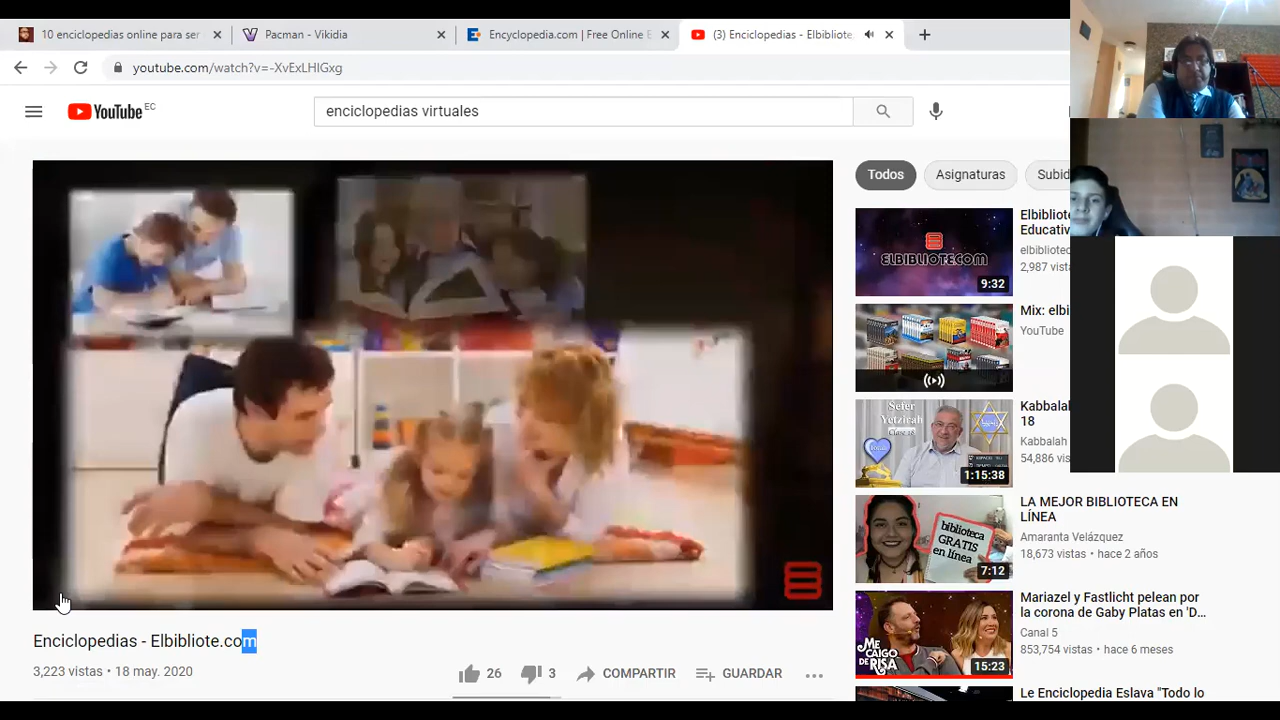 10 enciclopedias online para ser
Pacman - Vikidia
Encyclopedia.com | Free Online E
(3) Enciclopedias - Elbibliote.
youtube.com/watch?v=-XvExLHIGxg
YouTube EC
enciclopedias virtuales
Todos
Asignaturas
Subid
ELBIBLIOTECOM
9:32
Elbibliote
Educativ
elbibliotec
2,987 vista
Mix: elbi
YouTube
Sefer
Yetzirah
Clase 18
1:15:38
Kabbalah
18
Kabbalah
54,886 vis
biblioteca
GRATIS
en línea
7:12
LA MEJOR BIBLIOTECA EN
LÍNEA
Amaranta Velázquez
18,673 vistas • hace 2 años
ME
CAIGO
DE RISA
15:23
Mariazel y Fastlicht pelean por
la corona de Gaby Platas en 'D...
Canal 5
853,754 vistas • hace 6 meses
Le Enciclopedia Eslava "Todo lo
Enciclopedias - Elbibliote.com
3,223 vistas • 18 may. 2020
26
3
COMPARTIR
GUARDAR